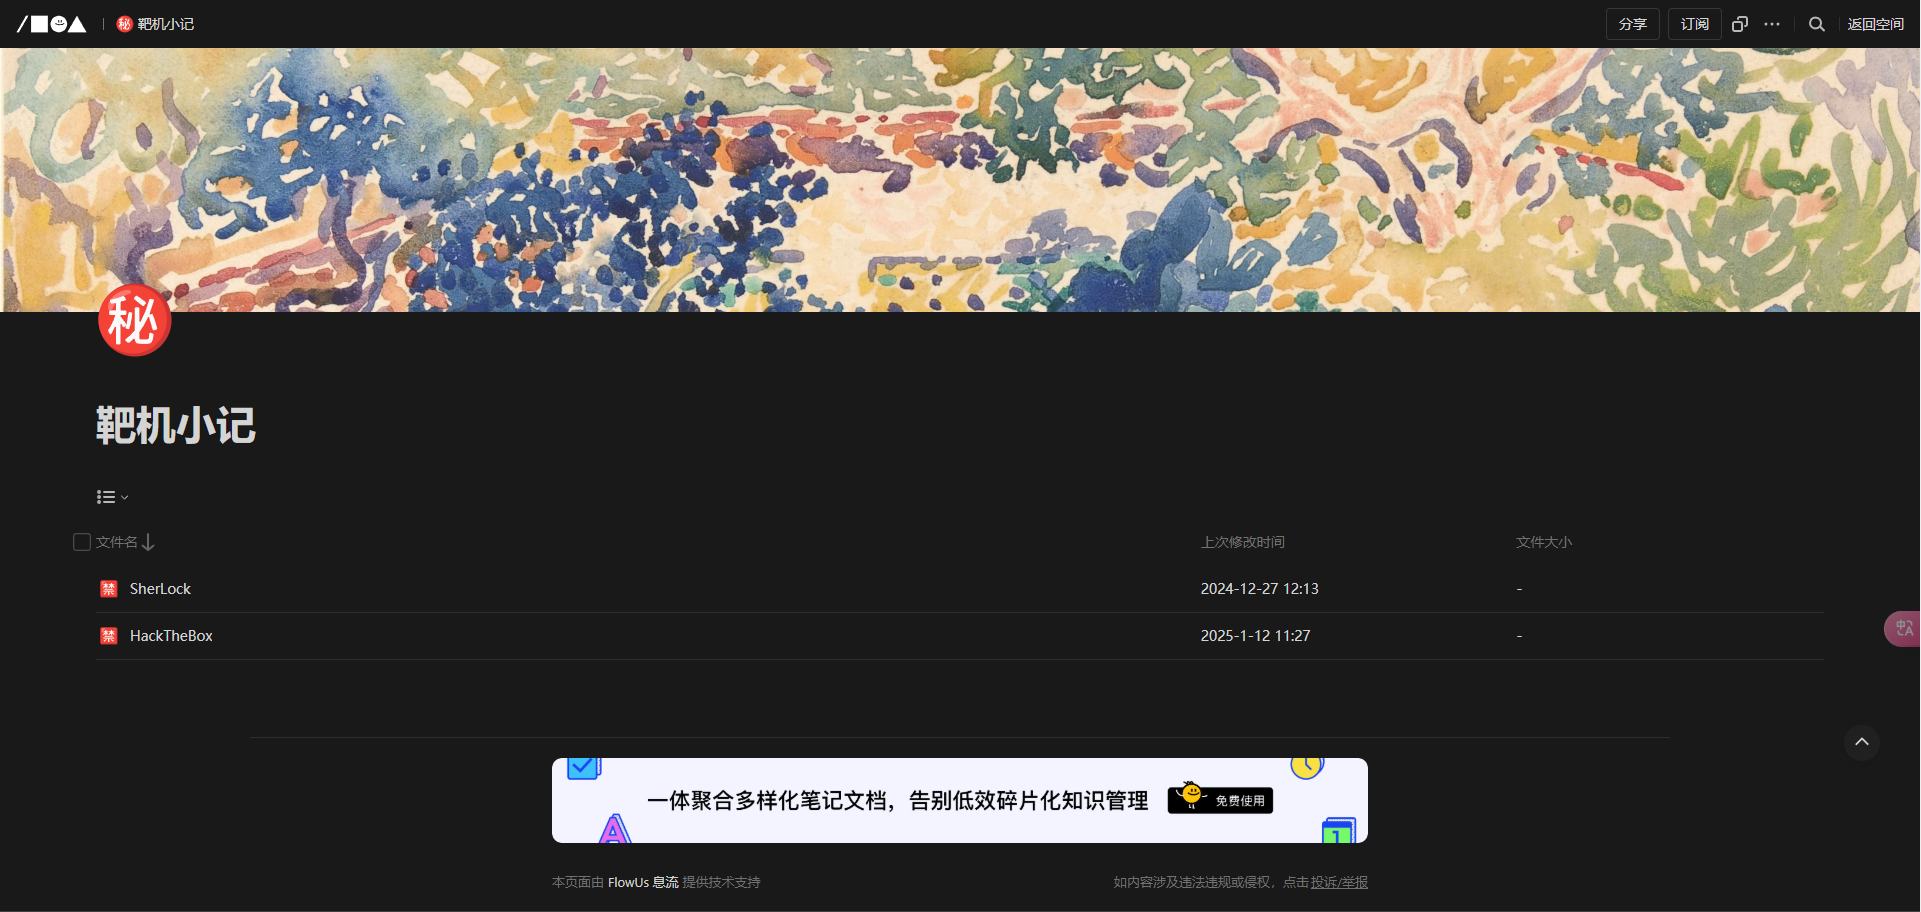 秘 靶机小记
分享 订阅 返回空间
秘
靶机小记
文件名 上次修改时间 文件大小
禁 SherLock 2024-12-27 12:13 -
禁 HackTheBox 2025-1-12 11:27 -
中A
一体聚合多样化笔记文档，告别低效碎片化知识管理 免费使用
A 1
本页面由 FlowUs 息流 提供技术支持 如内容涉及违法违规或侵权，点击投诉/举报